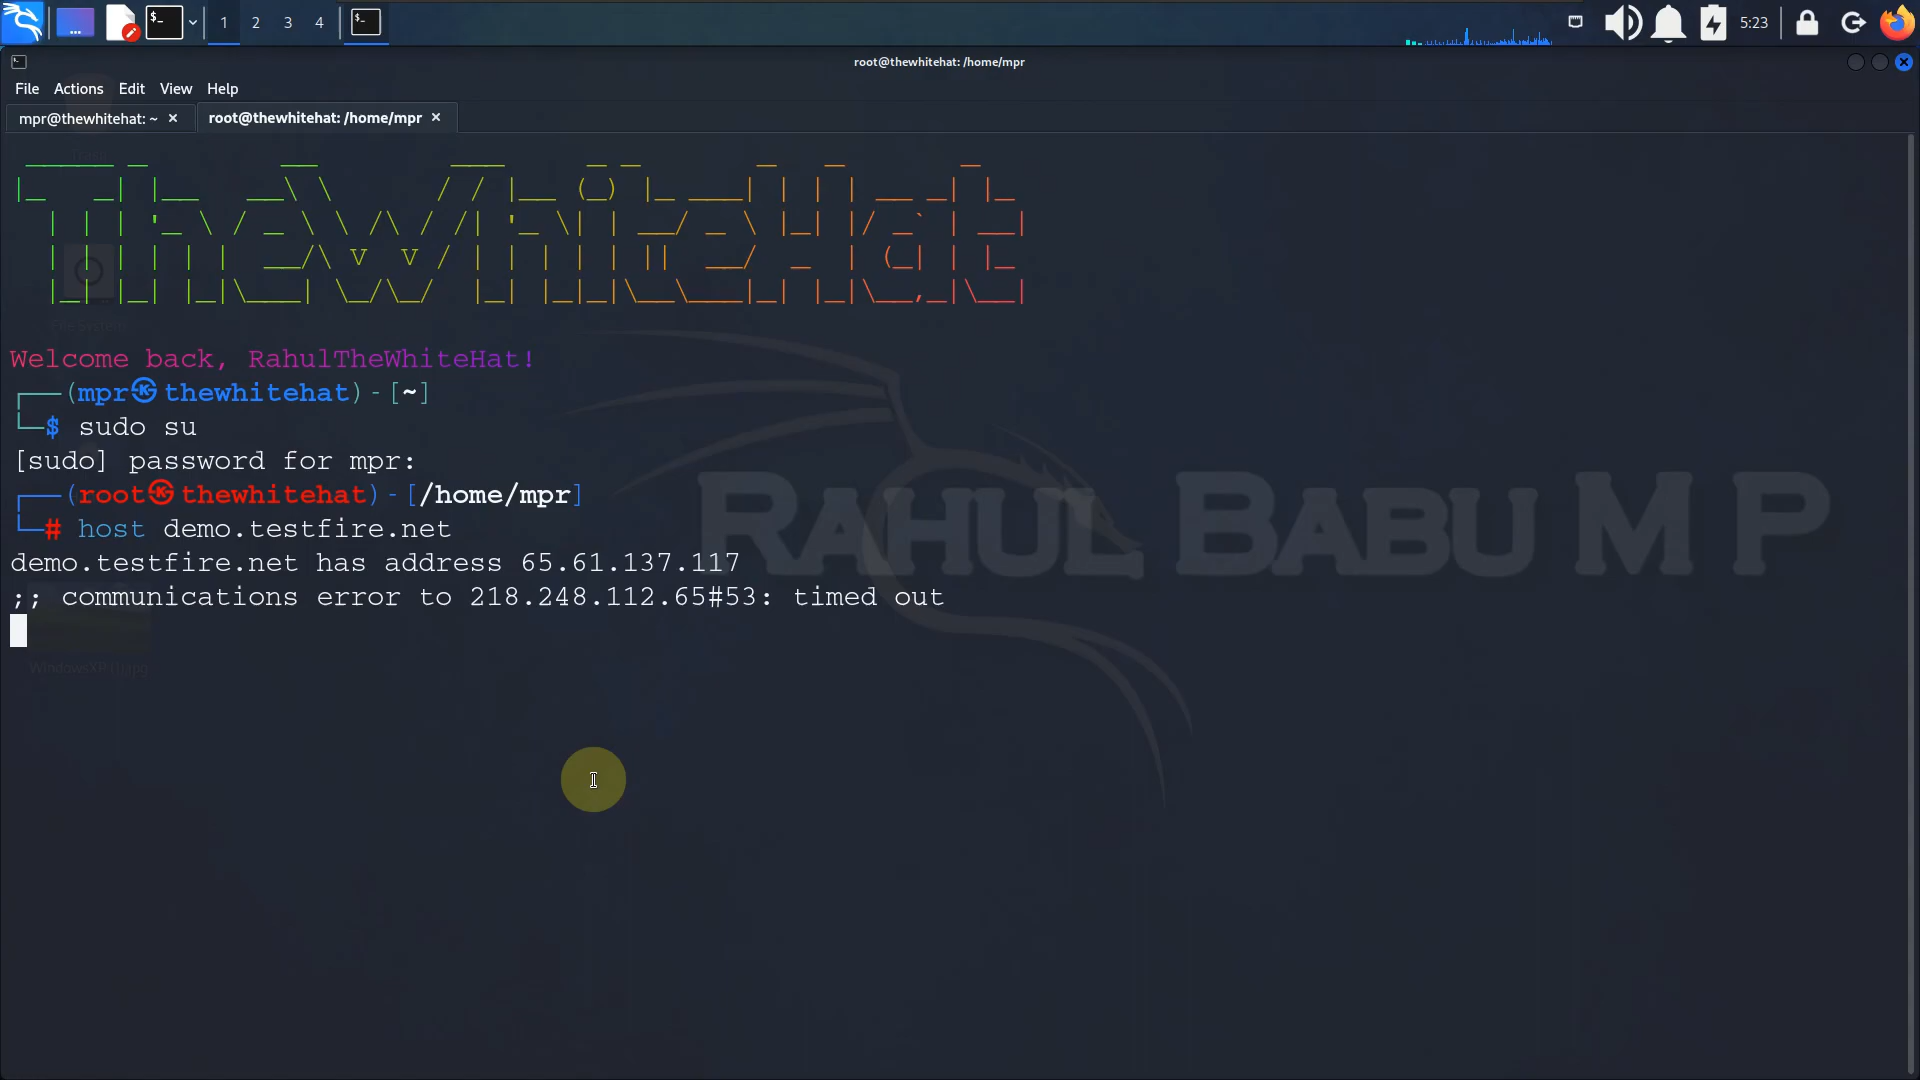 1 2 3 4
5:23
root@thewhitehat: /home/mpr
File Actions Edit View Help
mpr@thewhitehat: ~ × root@thewhitehat: /home/mpr ×
TheWhiteHat
Welcome back, RahulTheWhiteHat!
┌──(mpr㉿thewhitehat)-[~]
└─$ sudo su
[sudo] password for mpr:
┌──(root㉿thewhitehat)-[/home/mpr]
└─# host demo.testfire.net
demo.testfire.net has address 65.61.137.117
;; communications error to 218.248.112.65#53: timed out
RAHUL BABU M P
File System